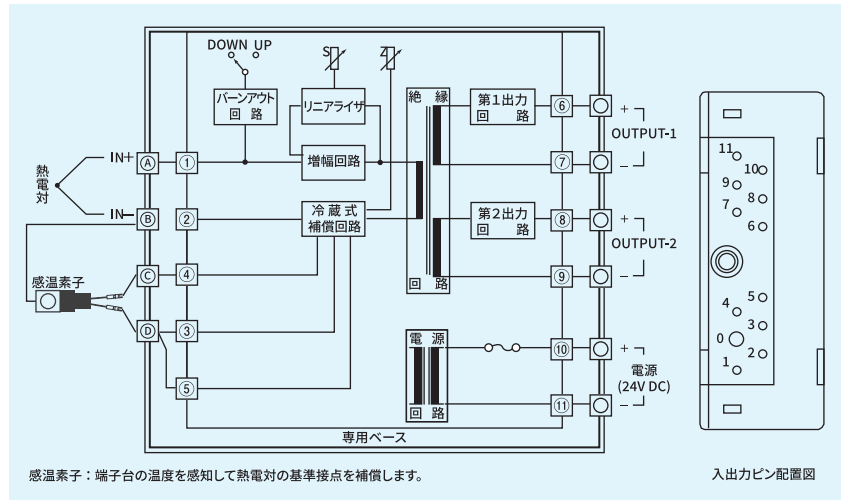 DOWN UP
S
Z
バーンアウト
回 路
リニアライザ
増幅回路
冷蔵式
補償回路
絶 縁
回 路
第1出力
回 路
第2出力
回 路
電 源
回 路
熱電対
IN+
IN−
感温素子
Ⓐ
Ⓑ
Ⓒ
Ⓓ
①
②
④
③
⑤
⑥
⑦
⑧
⑨
⑩
⑪
+
OUTPUT-1
−
+
OUTPUT-2
−
+
電源
(24V DC)
−
専用ベース
感温素子：端子台の温度を感知して熱電対の基準接点を補償します。
11
10
9
8
7
6
5
4
3
0
2
1
入出力ピン配置図